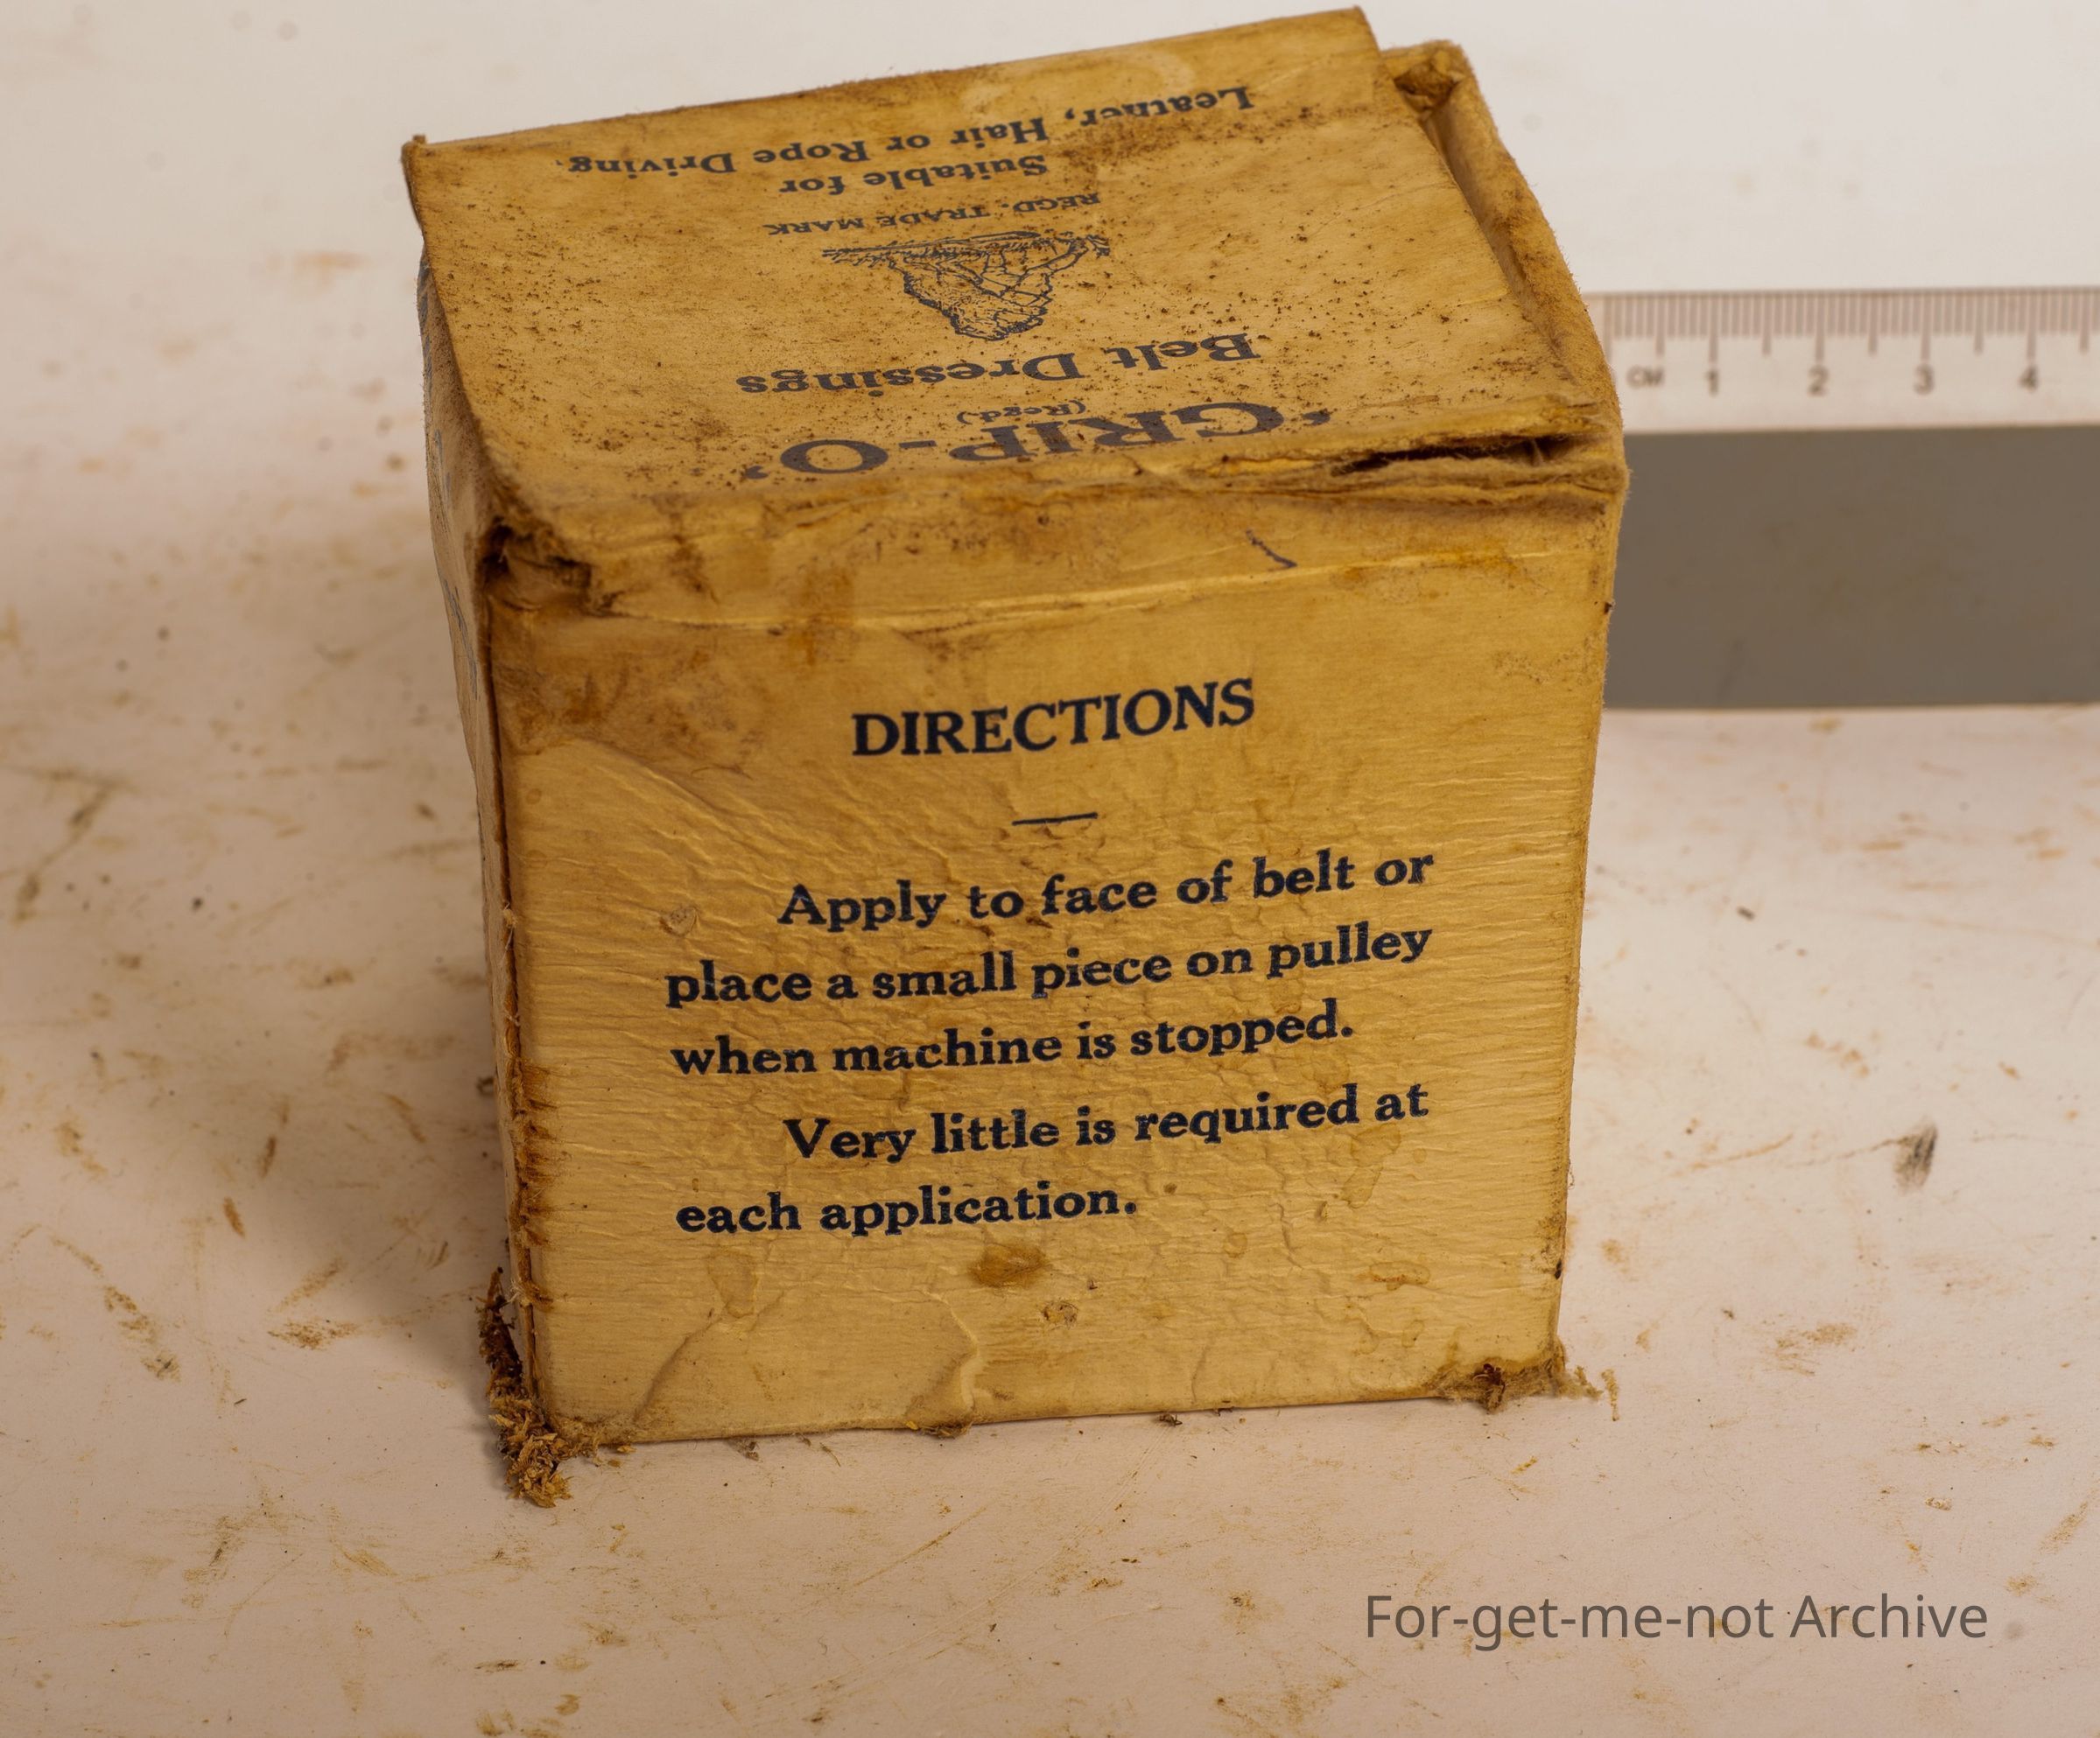 'GRIP-O'
(Regd.)
Belt Dressings
REGD. TRADE MARK
Suitable for
Leather, Hair or Rope Driving.
DIRECTIONS
Apply to face of belt or
place a small piece on pulley
when machine is stopped.
Very little is required at
each application.
CM 1 2 3 4
For-get-me-not Archive